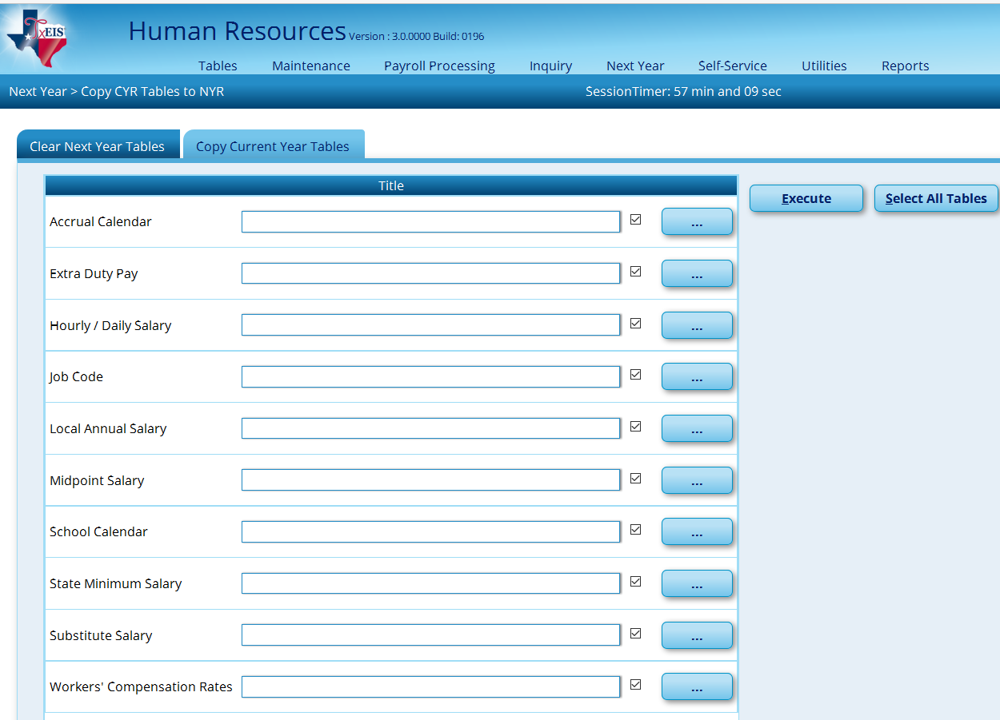 TxEIS
Human Resources Version : 3.0.0000 Build: 0196
Tables Maintenance Payroll Processing Inquiry Next Year Self-Service Utilities Reports
Next Year > Copy CYR Tables to NYR SessionTimer: 57 min and 09 sec
Clear Next Year Tables Copy Current Year Tables
Title
Execute Select All Tables
Accrual Calendar ...
Extra Duty Pay ...
Hourly / Daily Salary ...
Job Code ...
Local Annual Salary ...
Midpoint Salary ...
School Calendar ...
State Minimum Salary ...
Substitute Salary ...
Workers' Compensation Rates ...